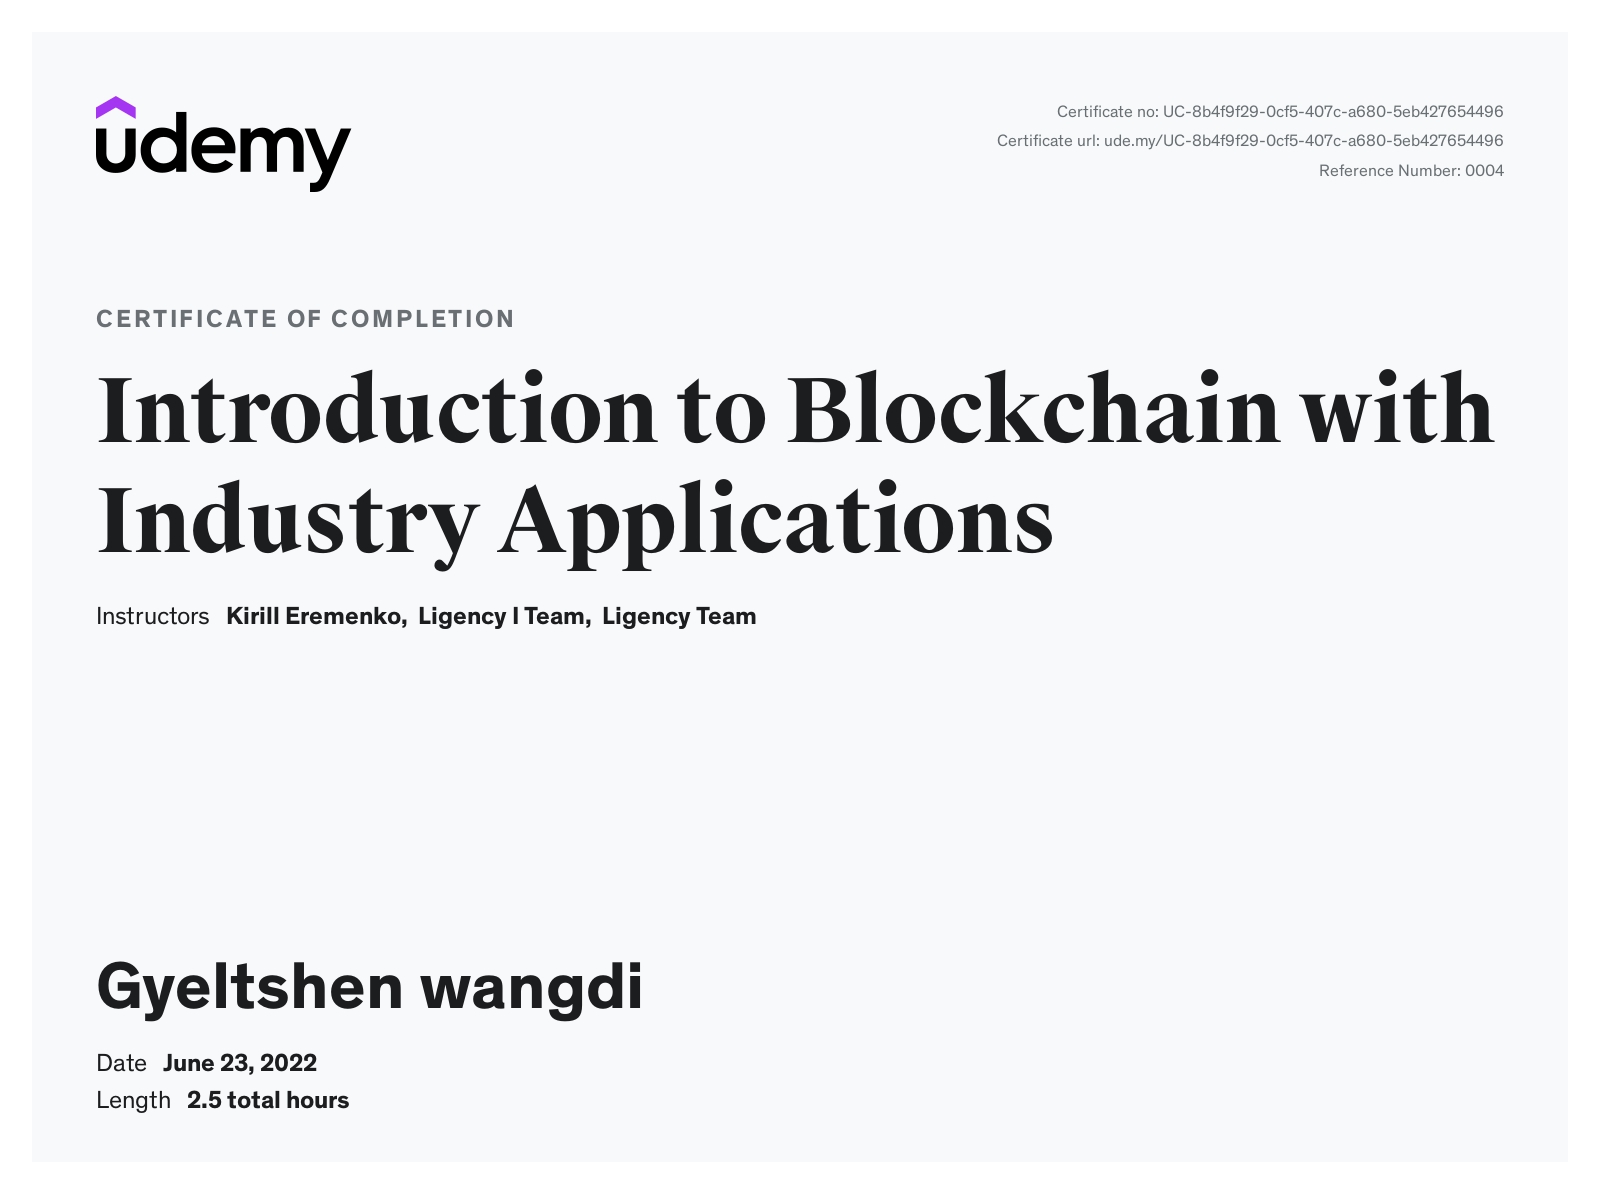 udemy
Certificate no: UC-8b4f9f29-0cf5-407c-a680-5eb427654496
Certificate url: ude.my/UC-8b4f9f29-0cf5-407c-a680-5eb427654496
Reference Number: 0004
CERTIFICATE OF COMPLETION
Introduction to Blockchain with
Industry Applications
Instructors Kirill Eremenko, Ligency I Team, Ligency Team
Gyeltshen wangdi
Date June 23, 2022
Length 2.5 total hours